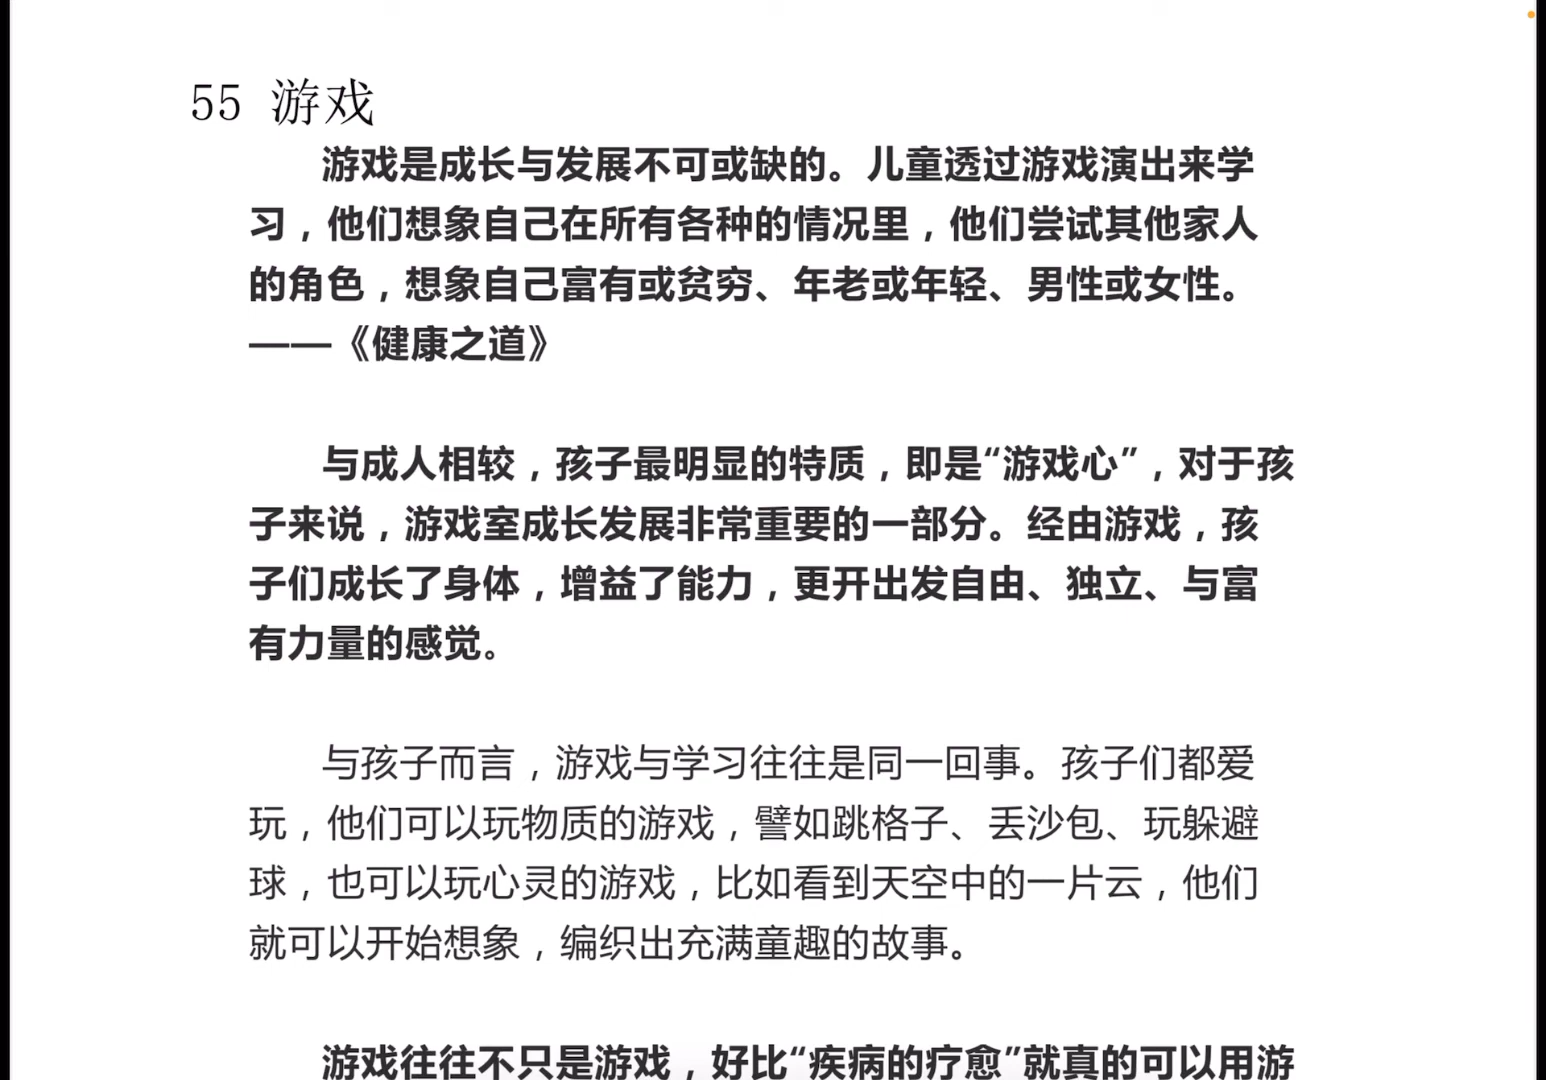 55 游戏
游戏是成长与发展不可或缺的。儿童透过游戏演出来学
习，他们想象自己在所有各种的情况里，他们尝试其他家人
的角色，想象自己富有或贫穷、年老或年轻、男性或女性。
——《健康之道》
与成人相较，孩子最明显的特质，即是“游戏心”，对于孩
子来说，游戏室成长发展非常重要的一部分。经由游戏，孩
子们成长了身体，增益了能力，更开出发自由、独立、与富
有力量的感觉。
与孩子而言，游戏与学习往往是同一回事。孩子们都爱
玩，他们可以玩物质的游戏，譬如跳格子、丢沙包、玩躲避
球，也可以玩心灵的游戏，比如看到天空中的一片云，他们
就可以开始想象，编织出充满童趣的故事。
游戏往往不只是游戏，好比“疾病的疗愈”就真的可以用游